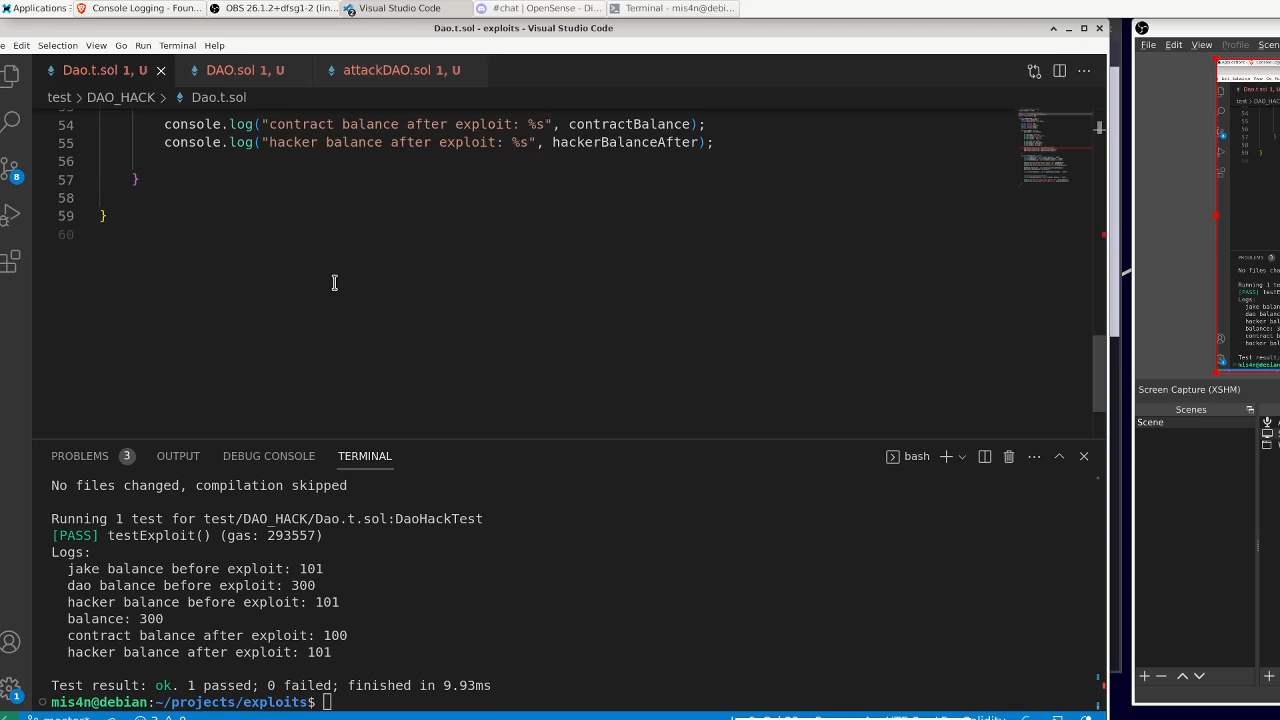 Applications
Console Logging - Foun...
OBS 26.1.2+dfsg1-2 (lin...
Visual Studio Code
#chat | OpenSense - Di...
Terminal - mis4n@debi...
Dao.t.sol - exploits - Visual Studio Code
Edit Selection View Go Run Terminal Help
Dao.t.sol 1, U
DAO.sol 1, U
attackDAO.sol 1, U
test > DAO_HACK > Dao.t.sol
54 console.log("contract balance after exploit: %s", contractBalance);
55 console.log("hacker balance after exploit: %s", hackerBalanceAfter);
56
57 }
58
59 }
60
8
1
PROBLEMS 3 OUTPUT DEBUG CONSOLE TERMINAL
bash
No files changed, compilation skipped
Running 1 test for test/DAO_HACK/Dao.t.sol:DaoHackTest
[PASS] testExploit() (gas: 293557)
Logs:
jake balance before exploit: 101
dao balance before exploit: 300
hacker balance before exploit: 101
balance: 300
contract balance after exploit: 100
hacker balance after exploit: 101
Test result: ok. 1 passed; 0 failed; finished in 9.93ms
mis4n@debian:~/projects/exploits$
File Edit View Profile Scen
Screen Capture (XSHM)
Scenes
Scene